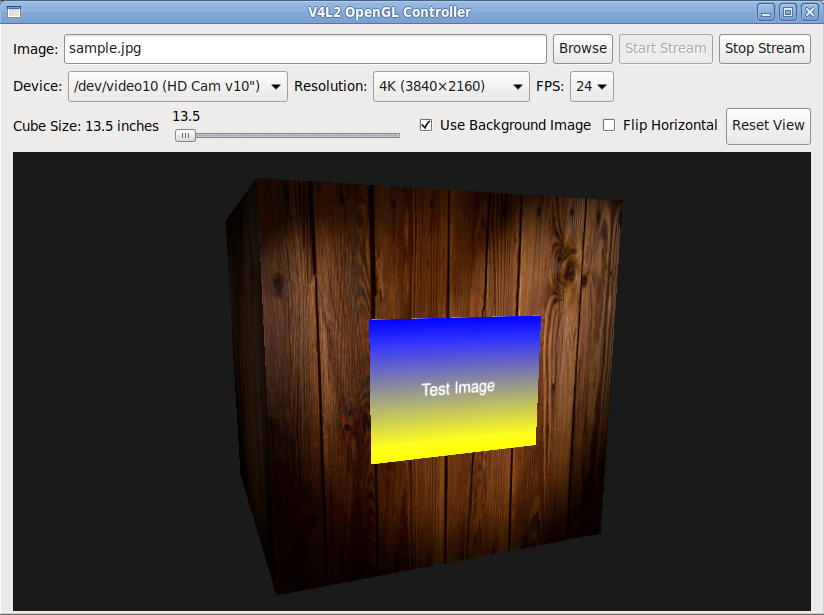 V4L2 OpenGL Controller
Image: sample.jpg Browse Start Stream Stop Stream
Device: /dev/video10 (HD Cam v10") Resolution: 4K (3840×2160) FPS: 24
13.5
Cube Size: 13.5 inches Use Background Image Flip Horizontal Reset View
Test Image